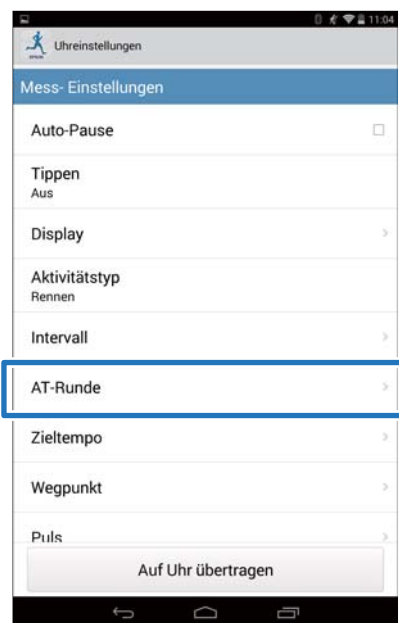 11:04
Uhreinstellungen
Mess- Einstellungen
Auto-Pause
Tippen
Aus
Display
Aktivitätstyp
Rennen
Intervall
AT-Runde
Zieltempo
Wegpunkt
Puls
Auf Uhr übertragen